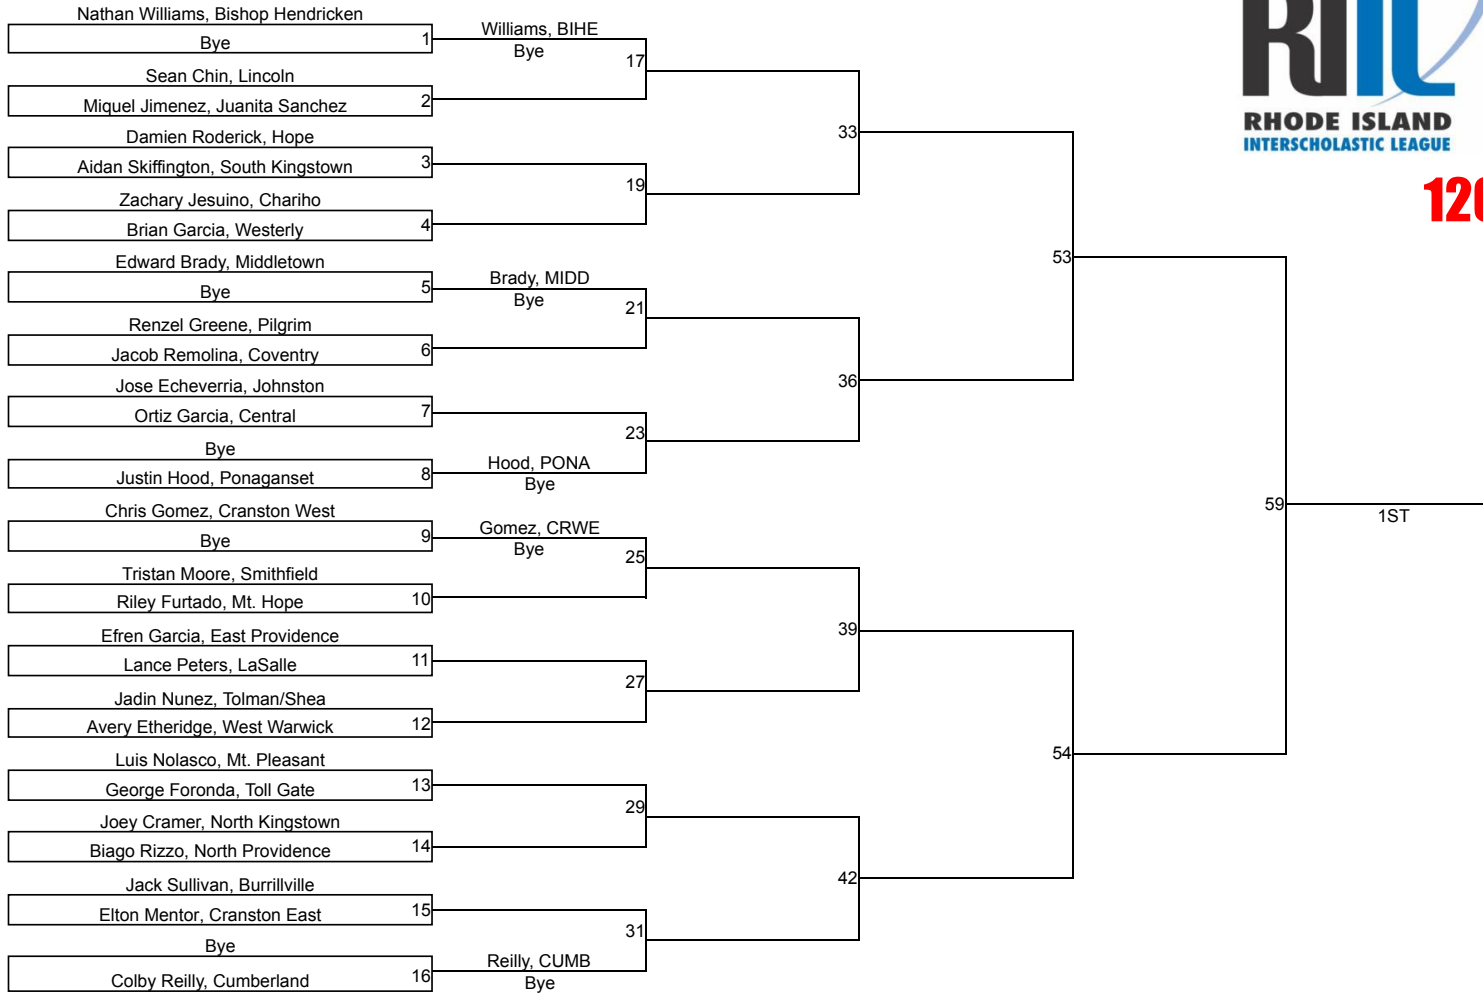 Nathan Williams, Bishop Hendricken
Bye
1
Williams, BIHE
Bye
17
Sean Chin, Lincoln
Miquel Jimenez, Juanita Sanchez
2
33
Damien Roderick, Hope
Aidan Skiffington, South Kingstown
3
19
Zachary Jesuino, Chariho
Brian Garcia, Westerly
4
53
Edward Brady, Middletown
Bye
5
Brady, MIDD
Bye
21
Renzel Greene, Pilgrim
Jacob Remolina, Coventry
6
36
Jose Echeverria, Johnston
Ortiz Garcia, Central
7
23
Bye
Justin Hood, Ponaganset
8
Hood, PONA
Bye
59
1ST
Chris Gomez, Cranston West
Bye
9
Gomez, CRWE
Bye
25
Tristan Moore, Smithfield
Riley Furtado, Mt. Hope
10
39
Efren Garcia, East Providence
Lance Peters, LaSalle
11
27
Jadin Nunez, Tolman/Shea
Avery Etheridge, West Warwick
12
54
Luis Nolasco, Mt. Pleasant
George Foronda, Toll Gate
13
29
Joey Cramer, North Kingstown
Biago Rizzo, North Providence
14
42
Jack Sullivan, Burrillville
Elton Mentor, Cranston East
15
31
Bye
Colby Reilly, Cumberland
16
Reilly, CUMB
Bye
RIIL
RHODE ISLAND
INTERSCHOLASTIC LEAGUE